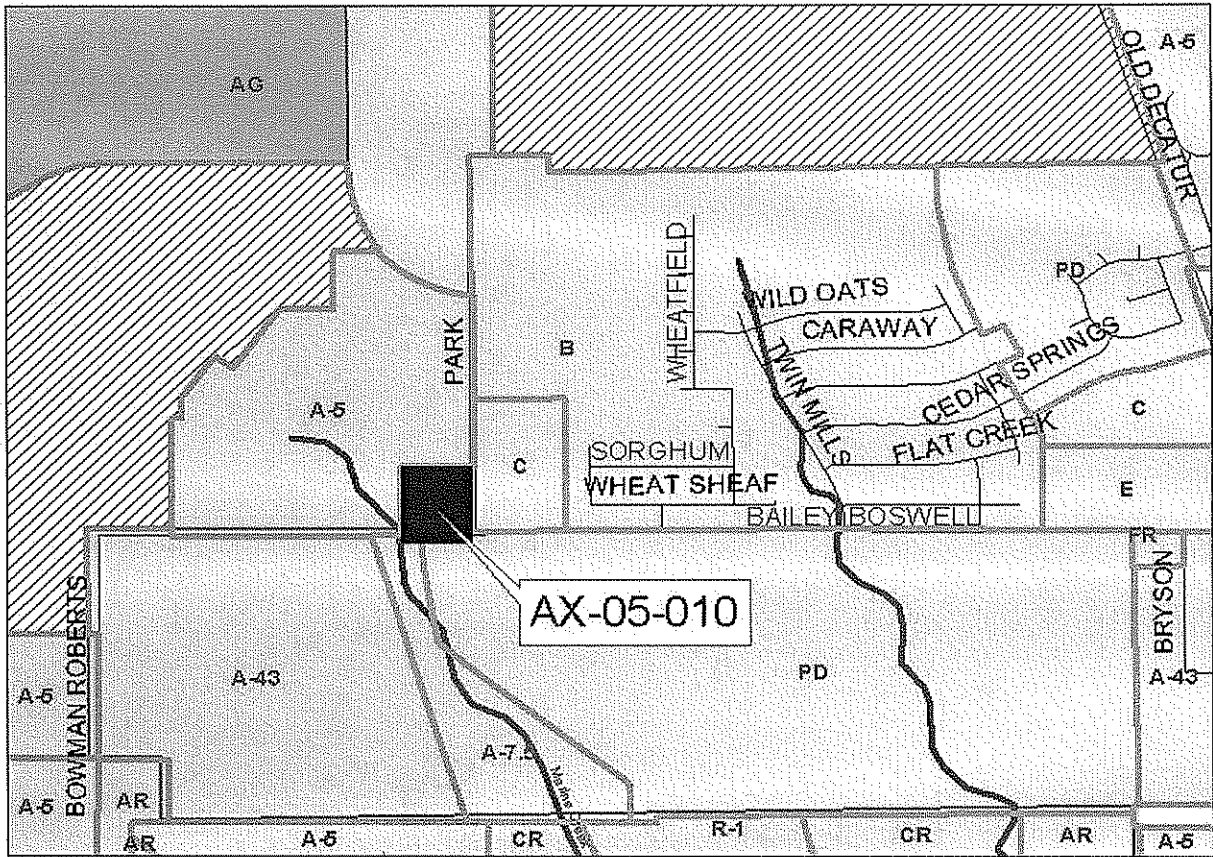 AG
A-5
OLD DECATUR
PARK
B
WHEATFIELD
WILD OATS
CARAWAY
TWIN MILLS
PD
CEDAR SPRINGS
FLAT CREEK
A-5
C
SORGHUM
WHEAT SHEAF
BAILEY BOSWELL
C
E
FR
BRYSON
AX-05-010
BOWMAN ROBERTS
A-43
PD
A-43
A-5
A-7.5
A-5
AR
AR
A-5
CR
R-1
CR
AR
A-5